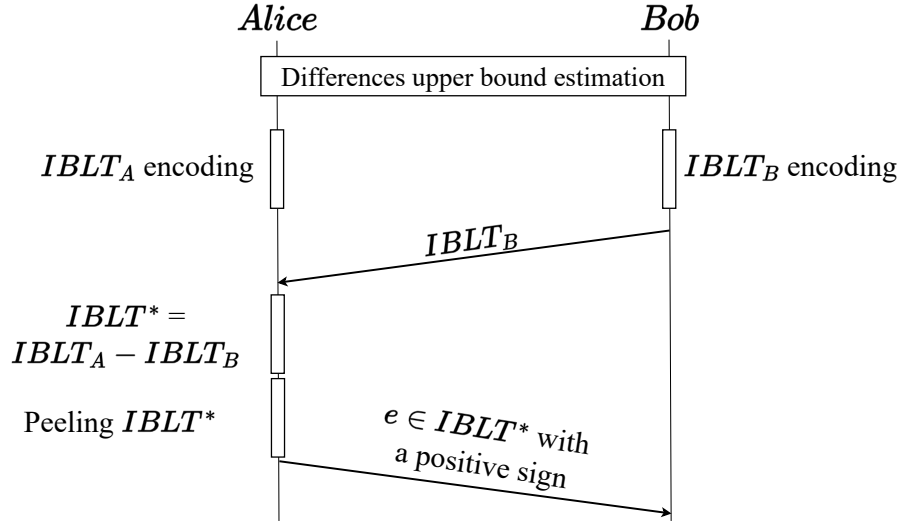 Alice Bob
Differences upper bound estimation
IBLT_A encoding IBLT_B encoding
IBLT_B
IBLT* =
IBLT_A − IBLT_B
Peeling IBLT*
e ∈ IBLT* with
a positive sign